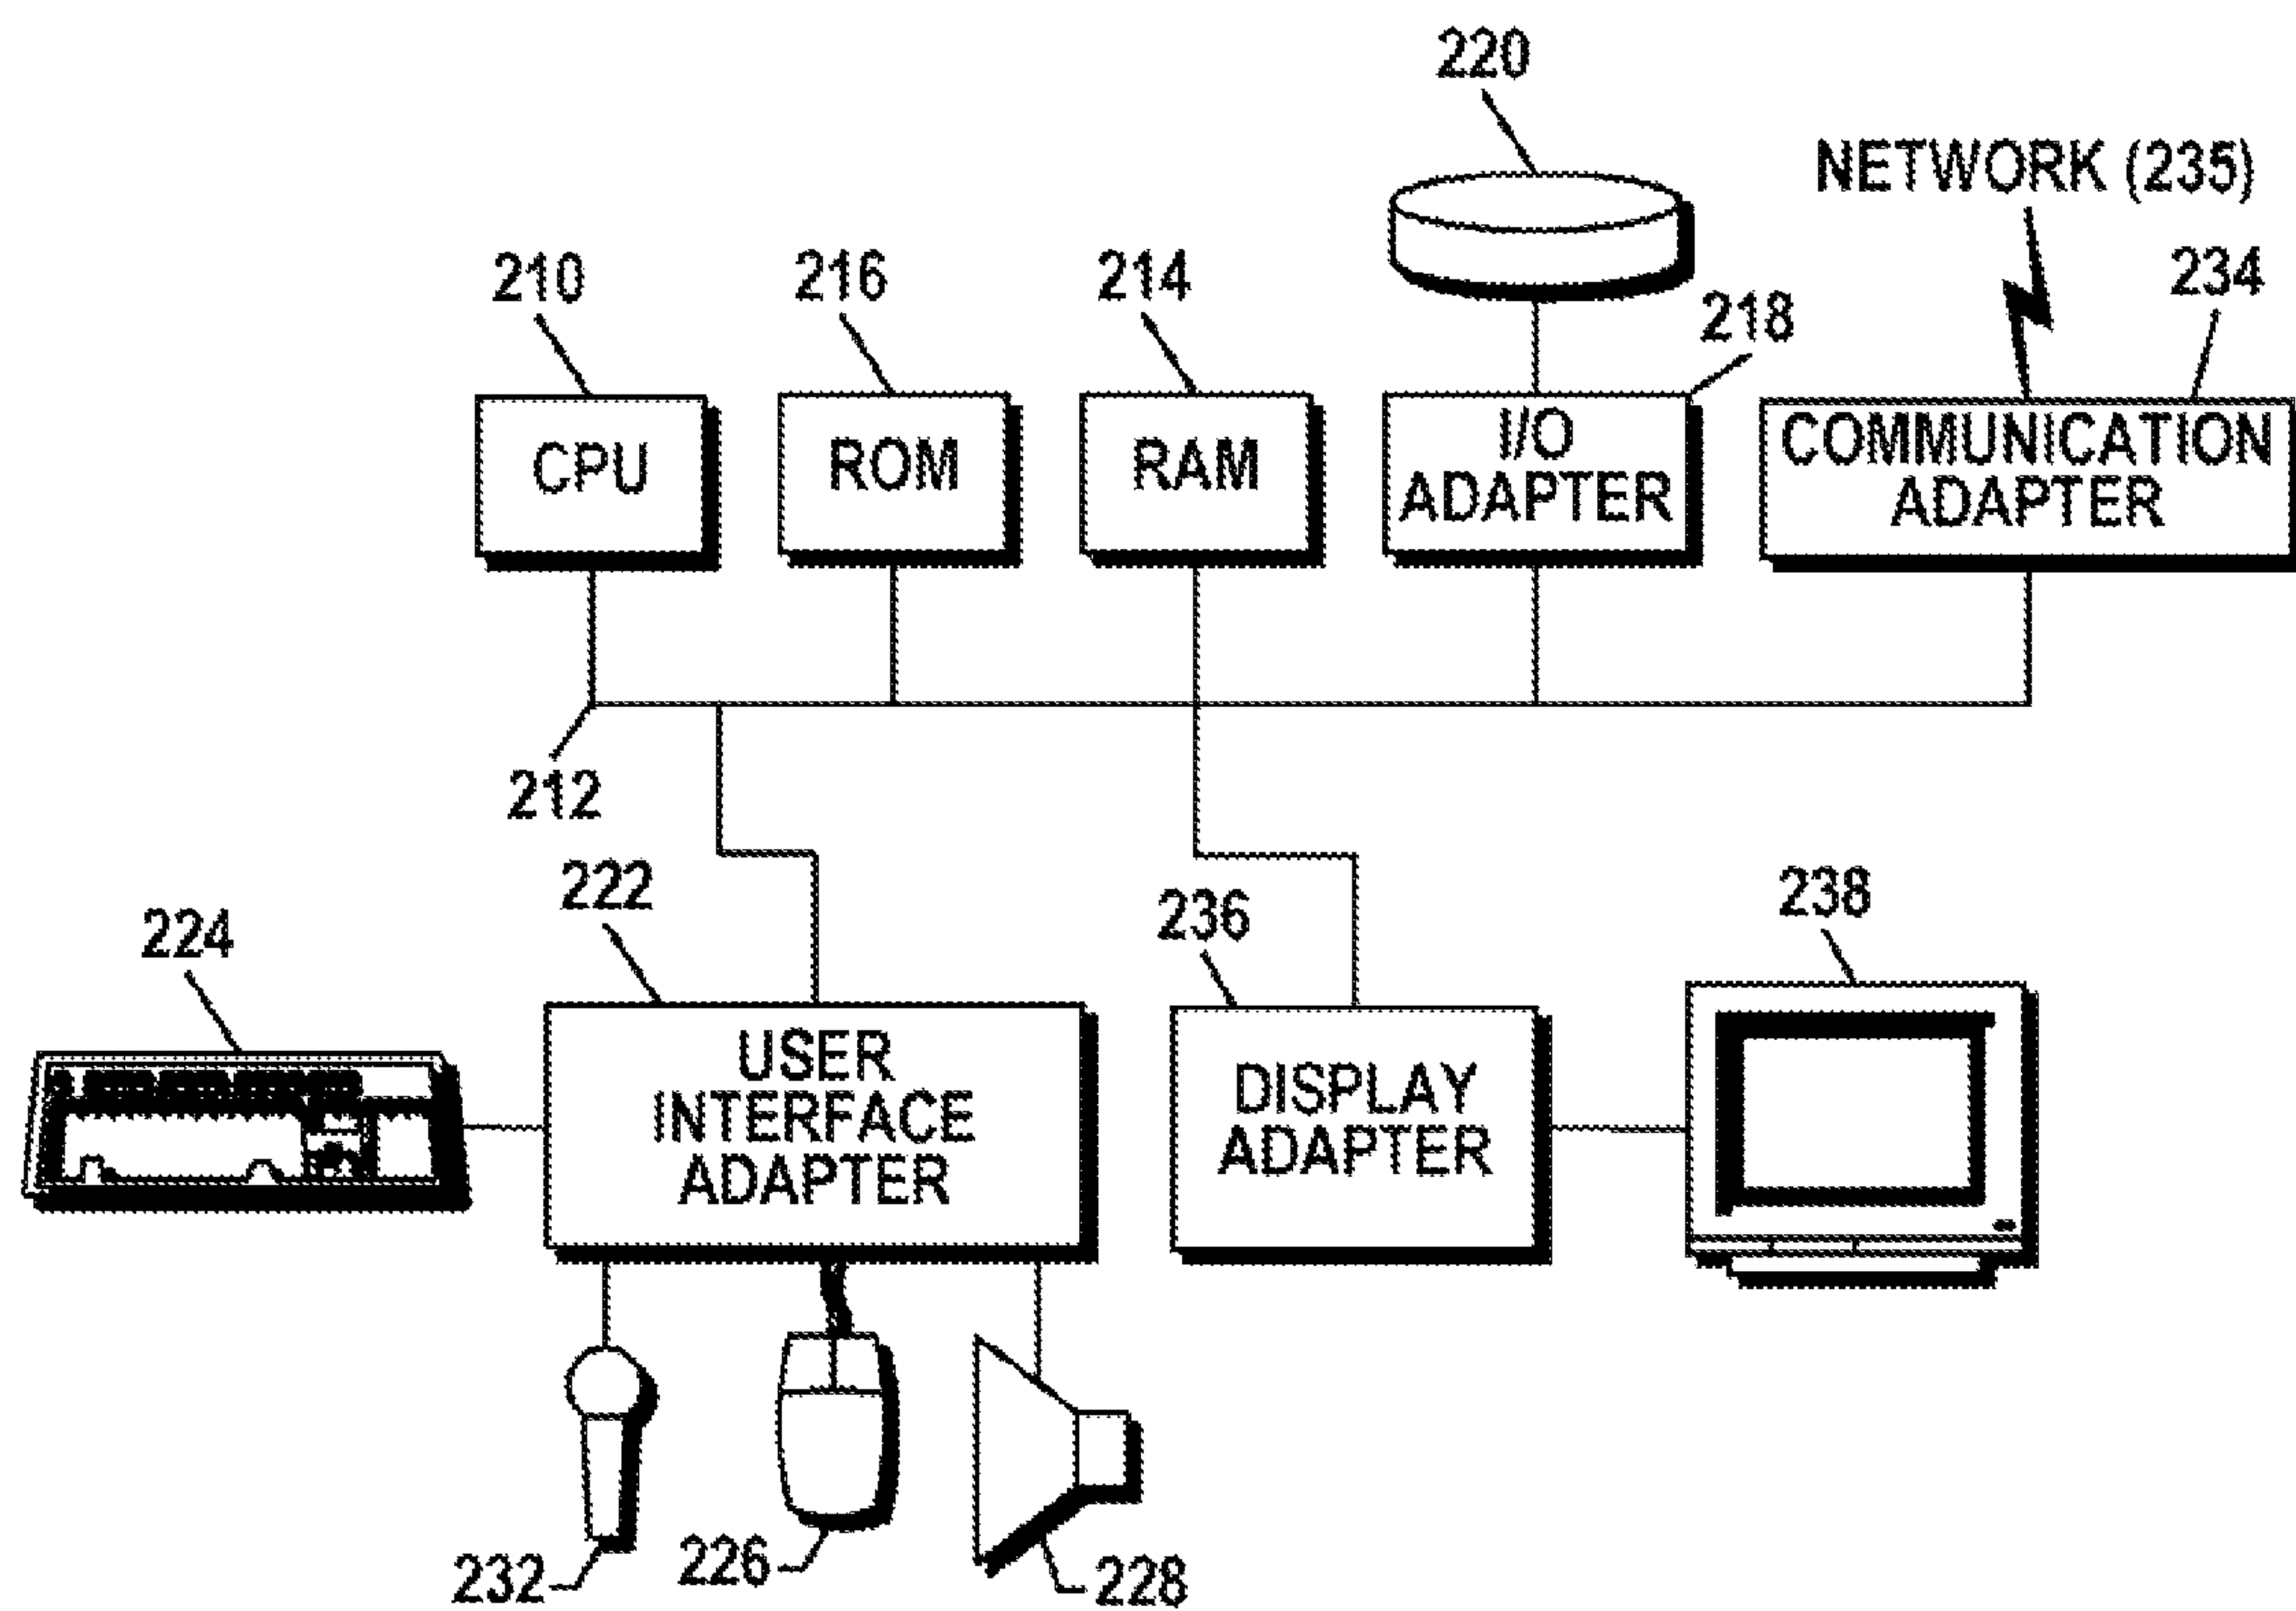 220
NETWORK (235)
210
216
214
218
234
CPU
ROM
RAM
I/O
ADAPTER
COMMUNICATION
ADAPTER
212
222
224
236
238
USER
INTERFACE
ADAPTER
DISPLAY
ADAPTER
232
226
228